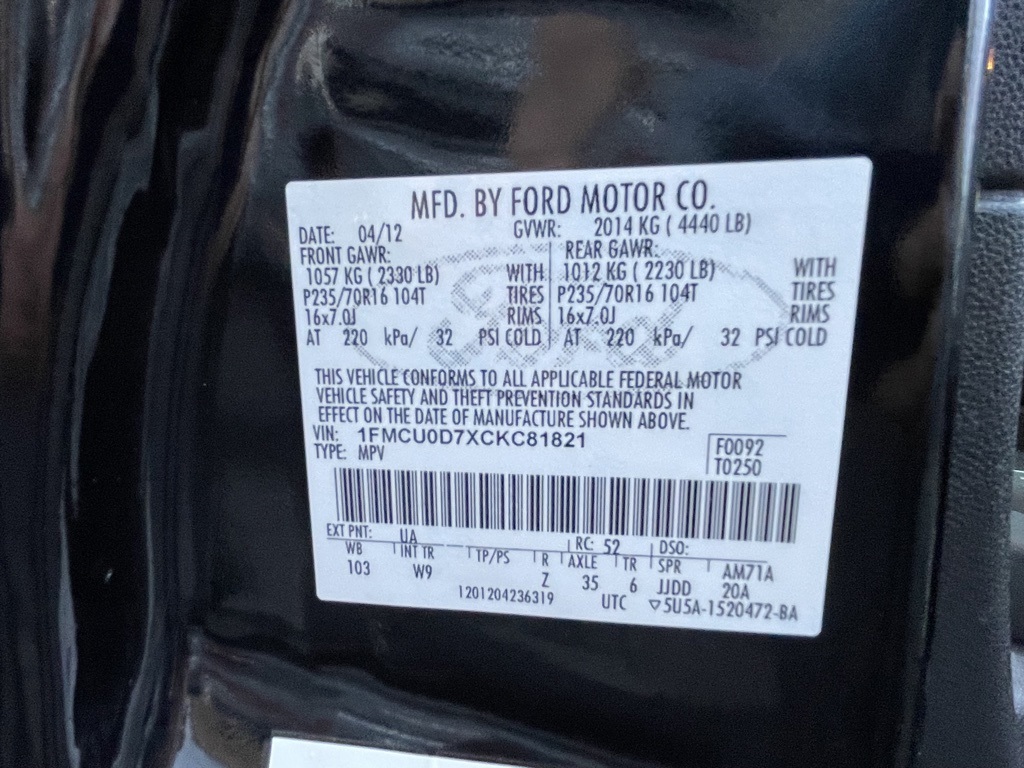 MFD. BY FORD MOTOR CO.
DATE: 04/12 GVWR: 2014 KG ( 4440 LB)
FRONT GAWR: REAR GAWR:
1057 KG ( 2330 LB) WITH 1012 KG ( 2230 LB) WITH
P235/70R16 104T TIRES P235/70R16 104T TIRES
16x7.0J RIMS 16x7.0J RIMS
AT 220 kPa/ 32 PSI COLD AT 220 kPa/ 32 PSI COLD
Ford
THIS VEHICLE CONFORMS TO ALL APPLICABLE FEDERAL MOTOR
VEHICLE SAFETY AND THEFT PREVENTION STANDARDS IN
EFFECT ON THE DATE OF MANUFACTURE SHOWN ABOVE.
VIN: 1FMCU0D7XCKC81821
TYPE: MPV
F0092
T0250
EXT PNT: UA RC: 52 DSO:
WB INT TR TP/PS R AXLE TR SPR AM71A
103 W9 Z 35 6 JJDD 20A
1201204236319 UTC ▽5U5A-1520472-BA